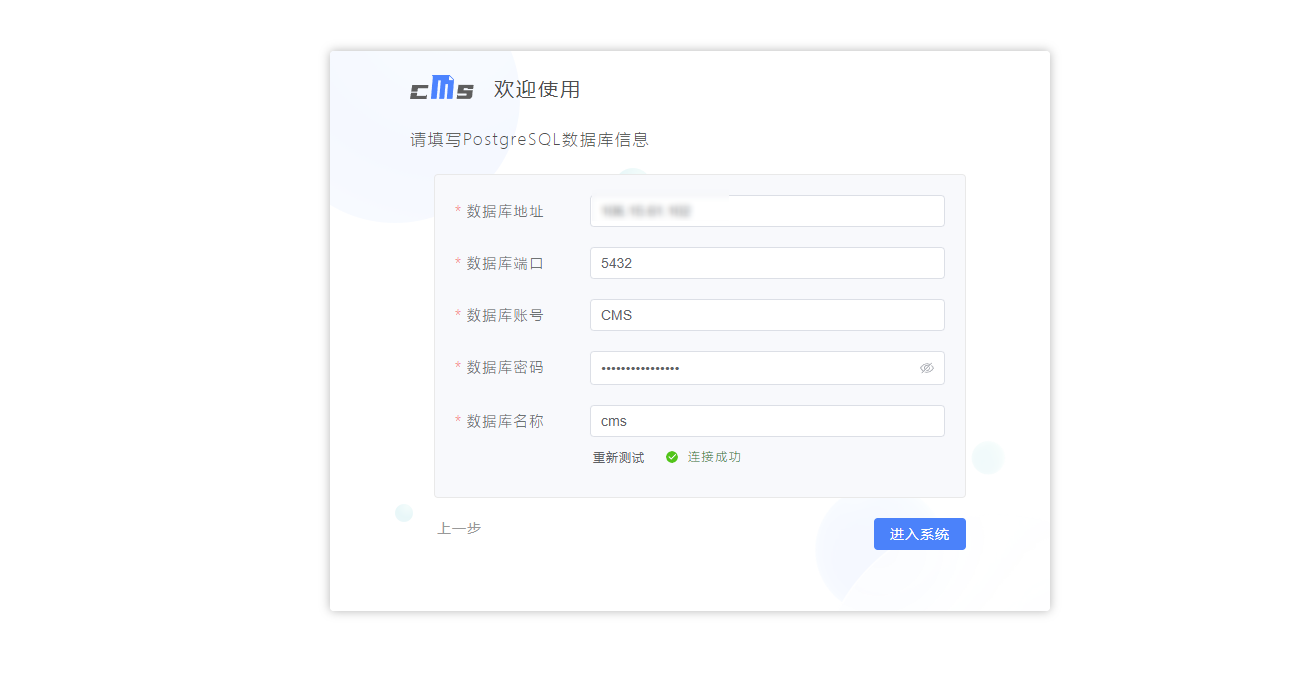 cms 欢迎使用
请填写PostgreSQL数据库信息
* 数据库地址
* 数据库端口 5432
* 数据库账号 CMS
* 数据库密码 ••••••••••••••••
* 数据库名称 cms
重新测试 连接成功
上一步 进入系统